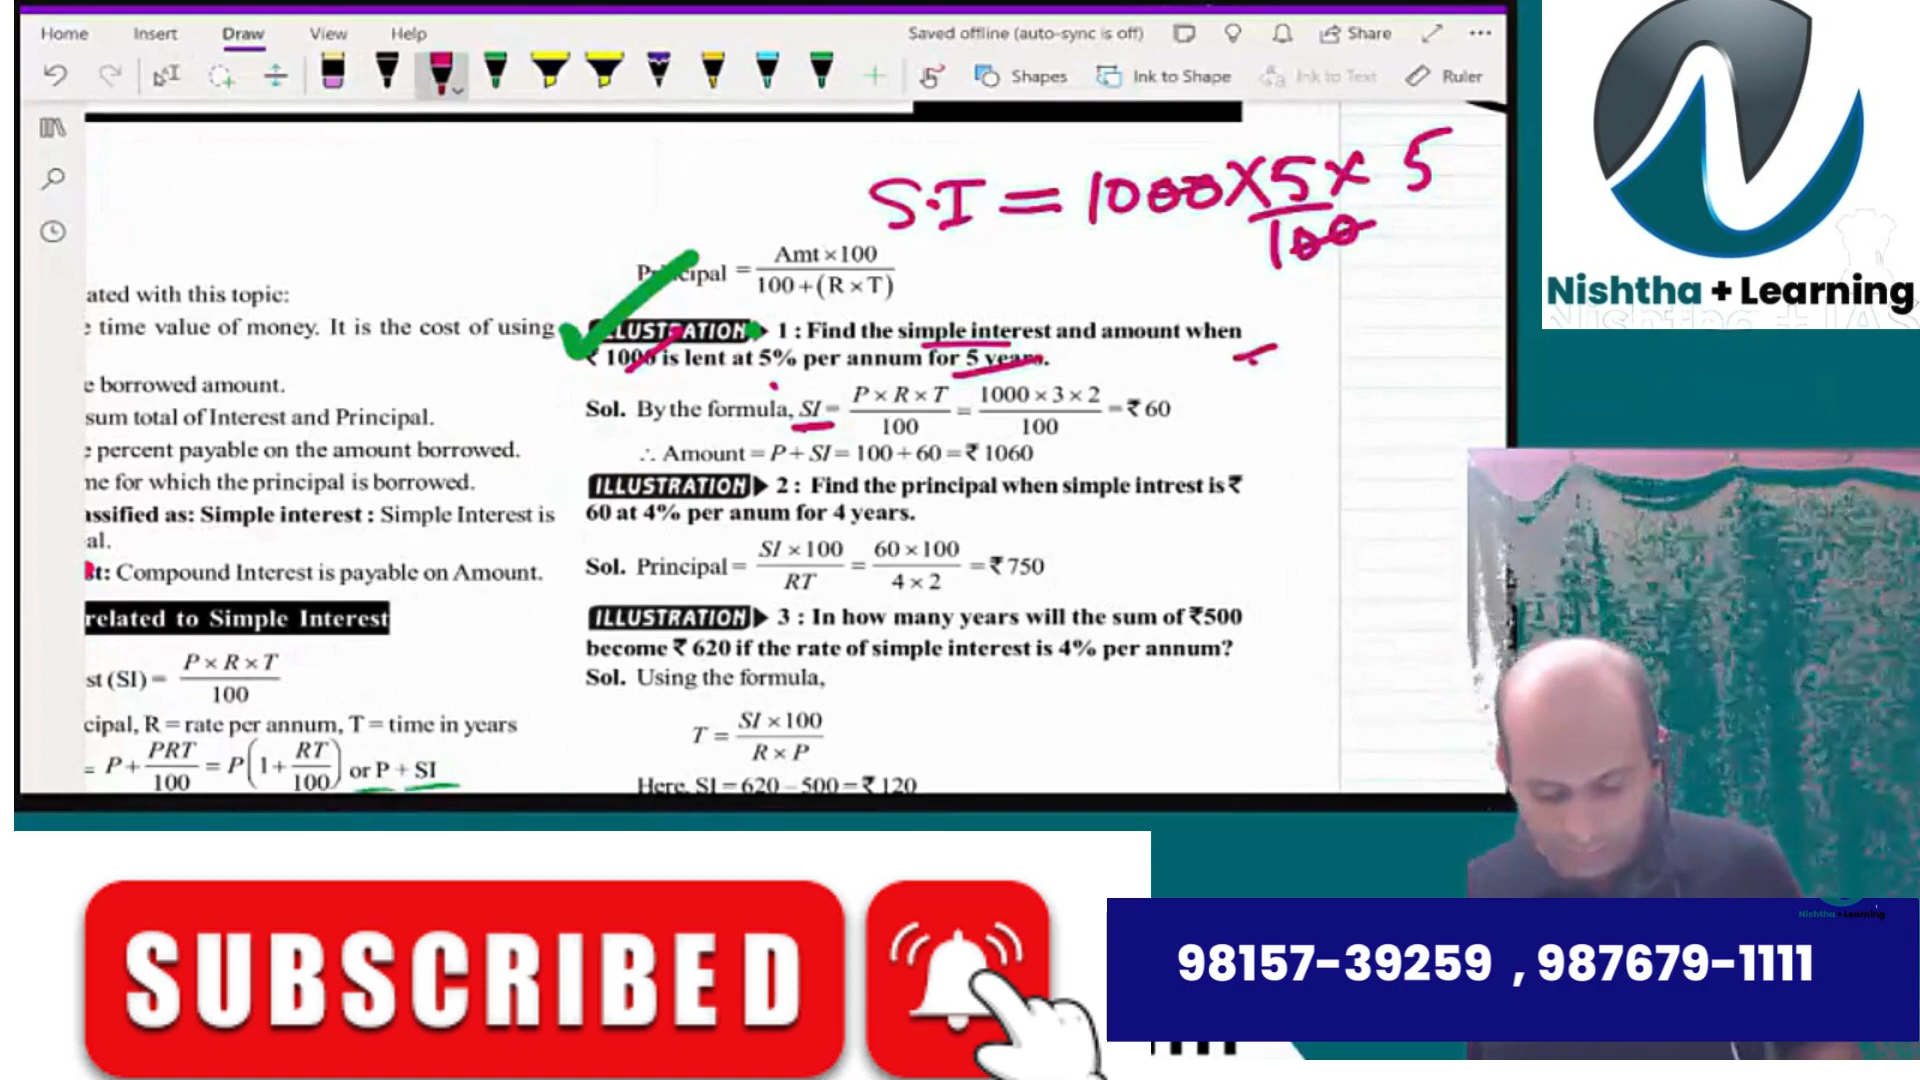 Home Insert Draw View Help
Saved offline (auto-sync is off) Share
Shapes Ink to Shape Ink to Text Ruler
S.I = 1000 × 5/100 × 5
Principal = Amt × 100 / 100 + (R × T)
ILLUSTRATION 1 : Find the simple interest and amount when
₹ 1000 is lent at 5% per annum for 5 years.
Sol. By the formula, SI = P × R × T / 100 = 1000 × 3 × 2 / 100 = ₹ 60
∴ Amount = P + SI = 100 + 60 = ₹ 1060
ILLUSTRATION 2 : Find the principal when simple intrest is ₹
60 at 4% per anum for 4 years.
Sol. Principal = SI × 100 / RT = 60 × 100 / 4 × 2 = ₹ 750
ILLUSTRATION 3 : In how many years will the sum of ₹500
become ₹ 620 if the rate of simple interest is 4% per annum?
Sol. Using the formula,
T = SI × 100 / R × P
Here, SI = 620 – 500 = ₹ 120
ated with this topic:
time value of money. It is the cost of using
e borrowed amount.
sum total of Interest and Principal.
percent payable on the amount borrowed.
me for which the principal is borrowed.
assified as: Simple interest : Simple Interest is
al.
st: Compound Interest is payable on Amount.
related to Simple Interest
st (SI) = P × R × T / 100
cipal, R = rate per annum, T = time in years
= P + PRT / 100 = P(1 + RT / 100) or P + SI
Nishtha + Learning
SUBSCRIBED
Nishtha + Learning
98157-39259 , 987679-1111